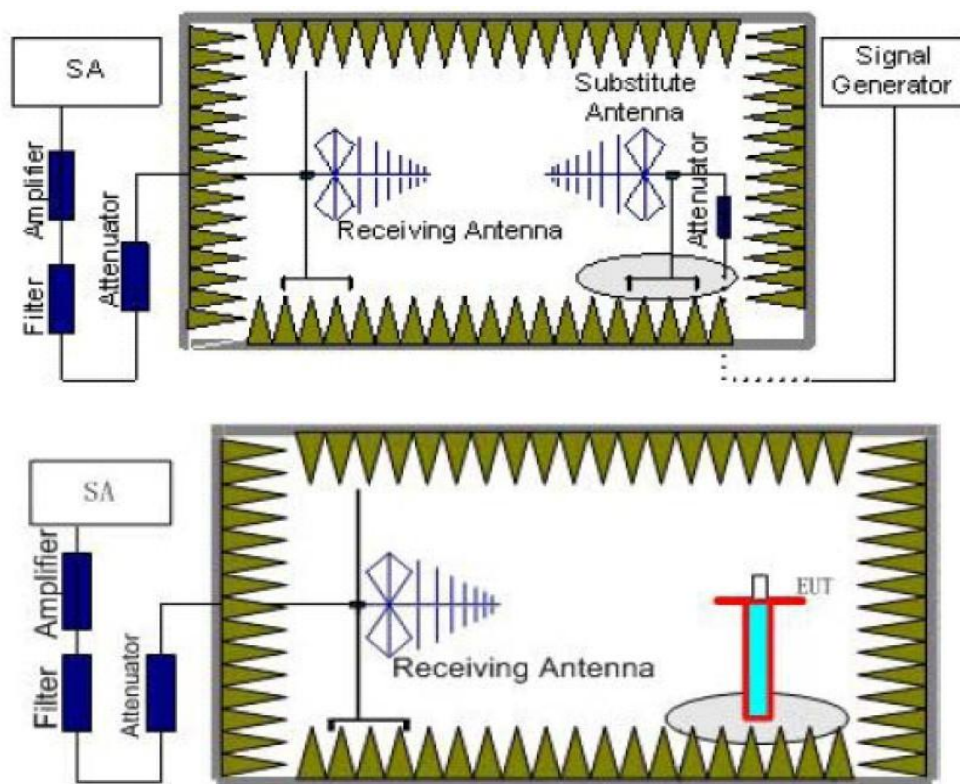 SA
Signal
Generator
Substitute
Antenna
Amplifier
Attenuator
Filter
Receiving Antenna
Attenuator
SA
Amplifier
Filter
Attenuator
Receiving Antenna
EUT